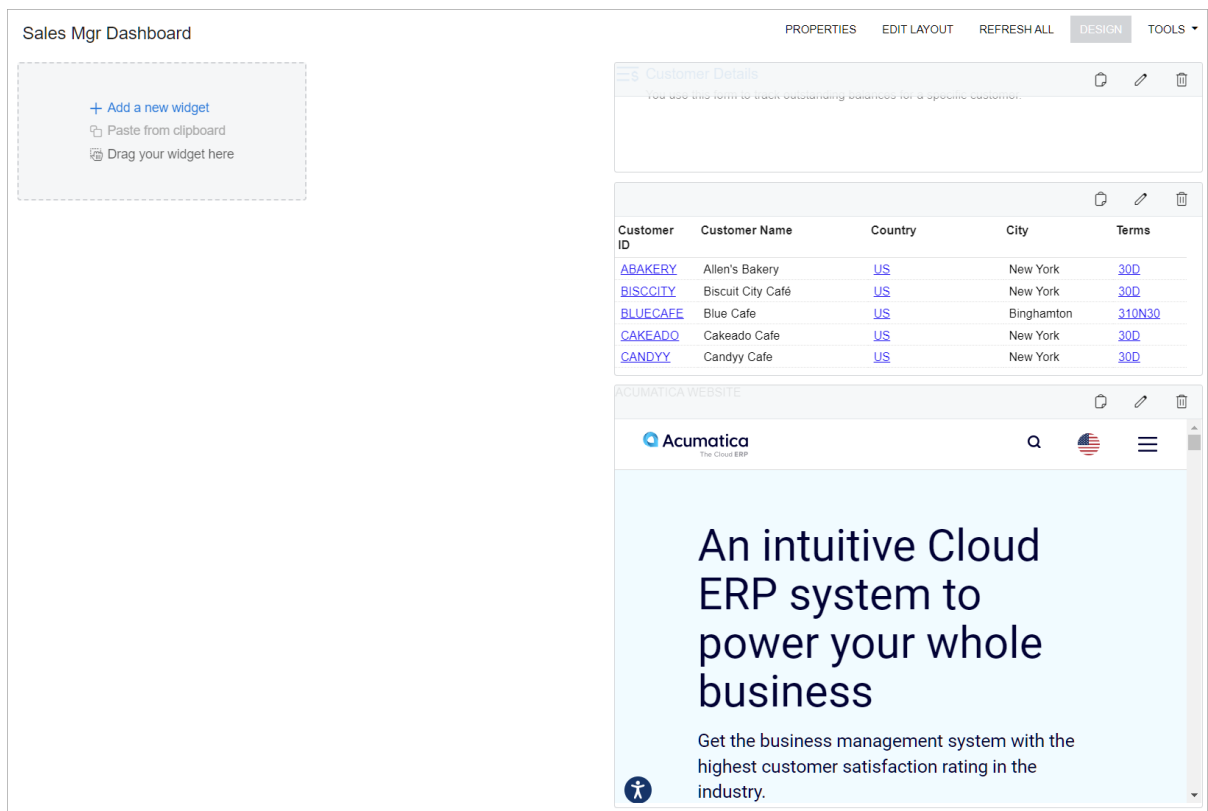 Sales Mgr Dashboard
PROPERTIES EDIT LAYOUT REFRESH ALL DESIGN TOOLS
Add a new widget
Paste from clipboard
Drag your widget here
Customer Details
You use this form to track outstanding balances for a specific customer.
Customer ID Customer Name Country City Terms
ABAKERY Allen's Bakery US New York 30D
BISCCITY Biscuit City Café US New York 30D
BLUECAFE Blue Cafe US Binghamton 310N30
CAKEADO Cakeado Cafe US New York 30D
CANDYY Candyy Cafe US New York 30D
ACUMATICA WEBSITE
Acumatica
The Cloud ERP
An intuitive Cloud
ERP system to
power your whole
business
Get the business management system with the
highest customer satisfaction rating in the
industry.